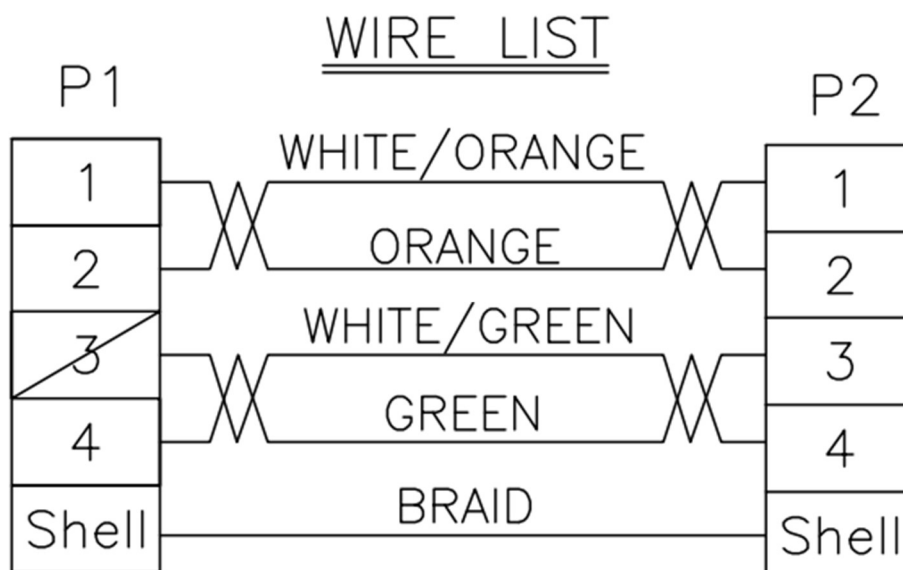 WIRE LIST
P1
P2
WHITE/ORANGE
1
1
ORANGE
2
2
WHITE/GREEN
3
3
GREEN
4
4
BRAID
Shell
Shell